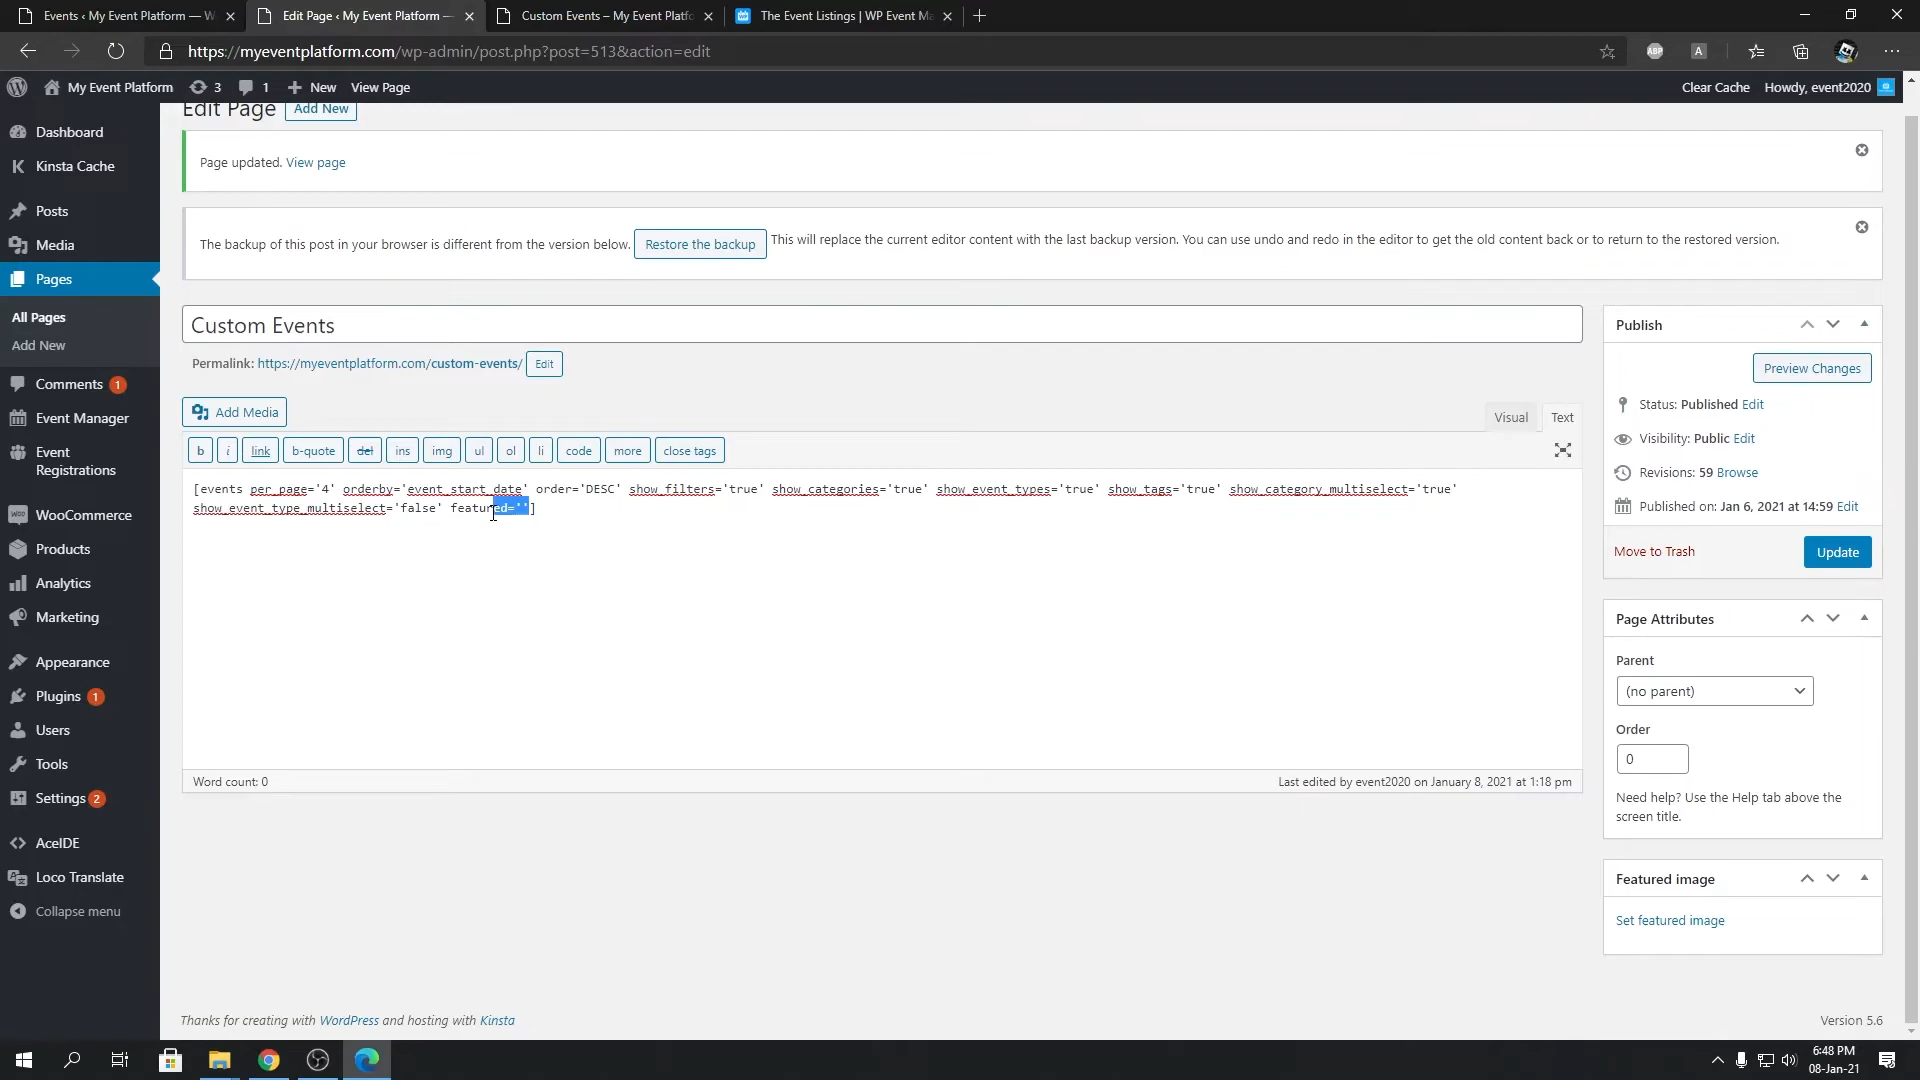 Events ‹ My Event Platform — W
Edit Page ‹ My Event Platform —
Custom Events – My Event Platfo
The Event Listings | WP Event Ma
https://myeventplatform.com/wp-admin/post.php?post=513&action=edit
ABP
A
My Event Platform
3
1
New
View Page
Clear Cache
Howdy, event2020
Edit Page
Add New
Dashboard
Kinsta Cache
Posts
Media
Pages
All Pages
Add New
Comments 1
Event Manager
Event
Registrations
WooCommerce
Products
Analytics
Marketing
Appearance
Plugins 1
Users
Tools
Settings 2
AceIDE
Loco Translate
Collapse menu
Page updated. View page
The backup of this post in your browser is different from the version below. Restore the backup This will replace the current editor content with the last backup version. You can use undo and redo in the editor to get the old content back or to return to the restored version.
Custom Events
Permalink: https://myeventplatform.com/custom-events/ Edit
Add Media
Visual
Text
b
i
link
b-quote
del
ins
img
ul
ol
li
code
more
close tags
[events per_page='4' orderby='event_start_date' order='DESC' show_filters='true' show_categories='true' show_event_types='true' show_tags='true' show_category_multiselect='true'
show_event_type_multiselect='false' featured='']
Word count: 0
Last edited by event2020 on January 8, 2021 at 1:18 pm
Publish
Preview Changes
Status: Published Edit
Visibility: Public Edit
Revisions: 59 Browse
Published on: Jan 6, 2021 at 14:59 Edit
Move to Trash
Update
Page Attributes
Parent
(no parent)
Order
0
Need help? Use the Help tab above the
screen title.
Featured image
Set featured image
Thanks for creating with WordPress and hosting with Kinsta
Version 5.6
6:48 PM
08-Jan-21